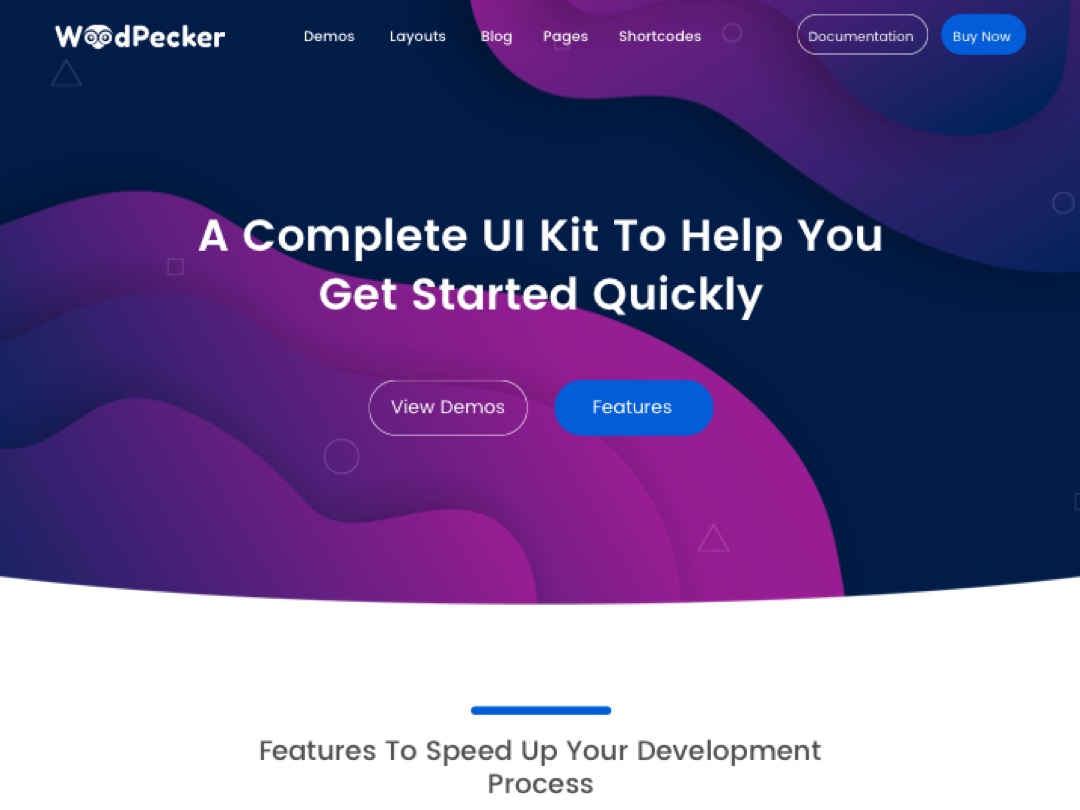 WoodPecker Demos Layouts Blog Pages Shortcodes Documentation Buy Now
A Complete UI Kit To Help You
Get Started Quickly
View Demos Features
Features To Speed Up Your Development
Process